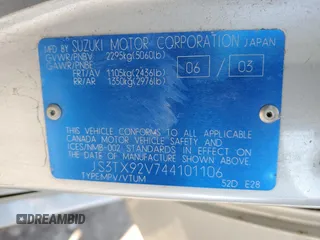 MFD. BY SUZUKI MOTOR CORPORATION JAPAN
GVWR/PNBV 2295kg(5060lb)
GAWR/PNBE
FRT/AV 1105kg(2436lb)
RR/AR 1350kg(2976lb)
06 / 03
THIS VEHICLE CONFORMS TO ALL APPLICABLE
CANADA MOTOR VEHICLE SAFETY
AND ICES/NMB-002 STANDARDS IN EFFECT ON
THE DATE OF MANUFACTURE
JS3TX92V744101106
TYPE:MPV/VTUM 52D E28
DREAMBID